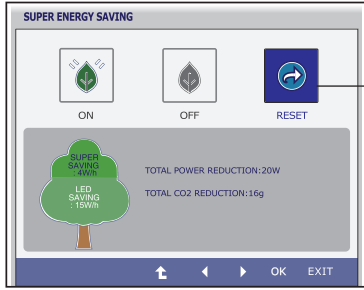 SUPER ENERGY SAVING
ON
OFF
RESET
SUPER
SAVING
: 4W/h
LED
SAVING
: 15W/h
TOTAL POWER REDUCTION:20W
TOTAL CO2 REDUCTION:16g
OK
EXIT